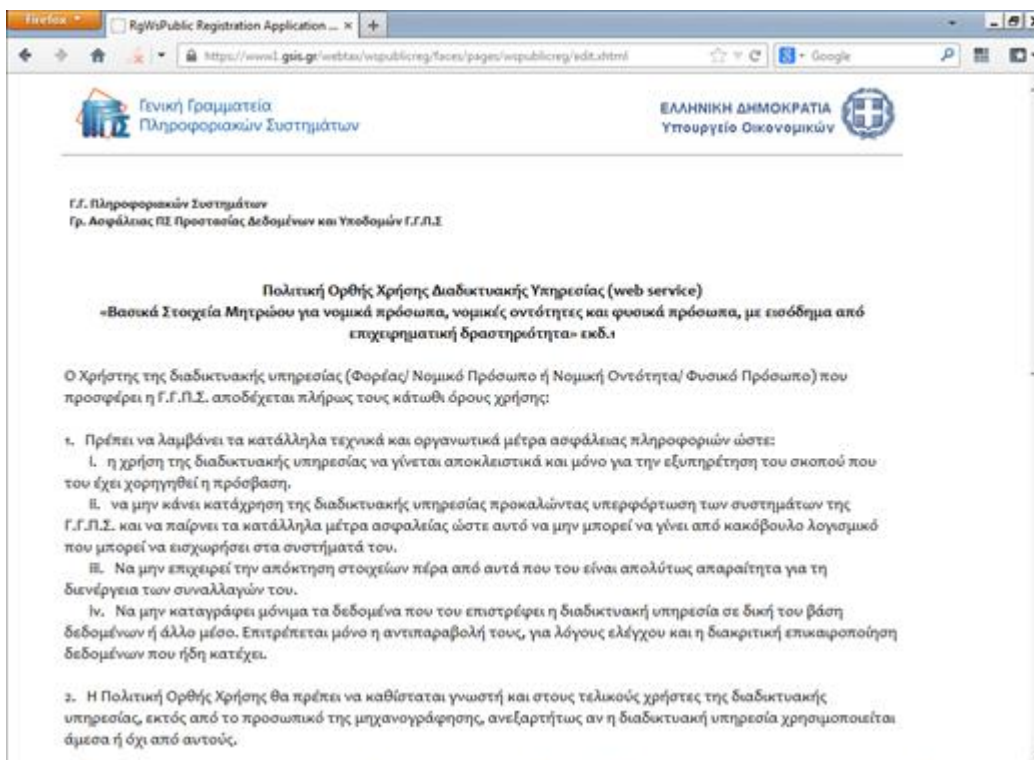 Firefox
RgWsPublic Registration Application ...
https://www1.gsis.gr/webtax/wspublicreg/faces/pages/wspublicreg/edit.xhtml
Google
Γενική Γραμματεία
Πληροφοριακών Συστημάτων
ΕΛΛΗΝΙΚΗ ΔΗΜΟΚΡΑΤΙΑ
Υπουργείο Οικονομικών
Γ.Γ. Πληροφοριακών Συστημάτων
Γρ. Ασφάλειας ΠΣ Προστασίας Δεδομένων και Υποδομών Γ.Γ.Π.Σ
Πολιτική Ορθής Χρήσης Διαδικτυακής Υπηρεσίας (web service)
«Βασικά Στοιχεία Μητρώου για νομικά πρόσωπα, νομικές οντότητες και φυσικά πρόσωπα, με εισόδημα από
επιχειρηματική δραστηριότητα» εκδ.1
Ο Χρήστης της διαδικτυακής υπηρεσίας (Φορέας/ Νομικό Πρόσωπο ή Νομική Οντότητα/ Φυσικό Πρόσωπο) που
προσφέρει η Γ.Γ.Π.Σ. αποδέχεται πλήρως τους κάτωθι όρους χρήσης:
1. Πρέπει να λαμβάνει τα κατάλληλα τεχνικά και οργανωτικά μέτρα ασφάλειας πληροφοριών ώστε:
i. η χρήση της διαδικτυακής υπηρεσίας να γίνεται αποκλειστικά και μόνο για την εξυπηρέτηση του σκοπού που
του έχει χορηγηθεί η πρόσβαση.
ii. να μην κάνει κατάχρηση της διαδικτυακής υπηρεσίας προκαλώντας υπερφόρτωση των συστημάτων της
Γ.Γ.Π.Σ. και να παίρνει τα κατάλληλα μέτρα ασφαλείας ώστε αυτό να μην μπορεί να γίνει από κακόβουλο λογισμικό
που μπορεί να εισχωρήσει στα συστήματά του.
iii. Να μην επιχειρεί την απόκτηση στοιχείων πέρα από αυτά που του είναι απολύτως απαραίτητα για τη
διενέργεια των συναλλαγών του.
iv. Να μην καταγράφει μόνιμα τα δεδομένα που του επιστρέφει η διαδικτυακή υπηρεσία σε δική του βάση
δεδομένων ή άλλο μέσο. Επιτρέπεται μόνο η αντιπαραβολή τους, για λόγους ελέγχου και η διακριτική επικαιροποίηση
δεδομένων που ήδη κατέχει.
2. Η Πολιτική Ορθής Χρήσης θα πρέπει να καθίσταται γνωστή και στους τελικούς χρήστες της διαδικτυακής
υπηρεσίας, εκτός από το προσωπικό της μηχανογράφησης, ανεξαρτήτως αν η διαδικτυακή υπηρεσία χρησιμοποιείται
άμεσα ή όχι από αυτούς.